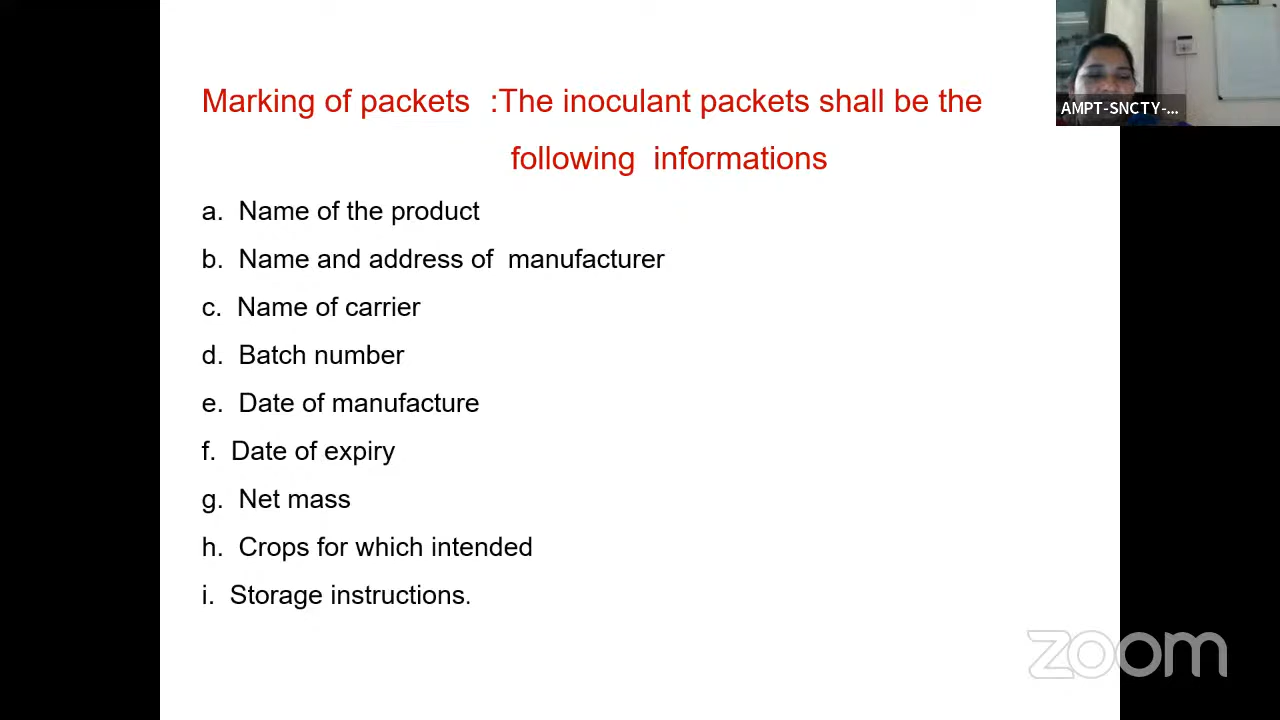 Marking of packets :The inoculant packets shall be the
following informations
a. Name of the product
b. Name and address of manufacturer
c. Name of carrier
d. Batch number
e. Date of manufacture
f. Date of expiry
g. Net mass
h. Crops for which intended
i. Storage instructions.
AMPT-SNCTY-...
zoom